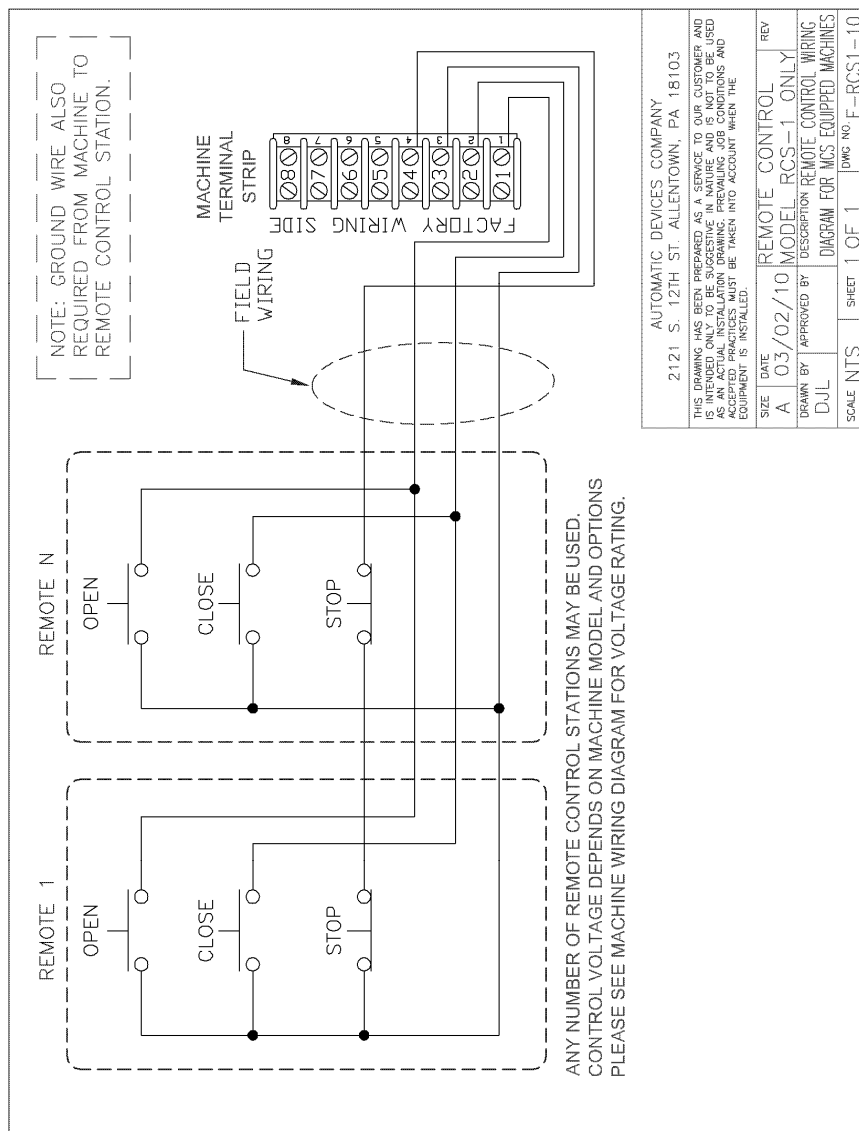 NOTE: GROUND WIRE ALSO
REQUIRED FROM MACHINE TO
REMOTE CONTROL STATION.
REMOTE 1
OPEN
CLOSE
STOP
REMOTE N
OPEN
CLOSE
STOP
FIELD
WIRING
MACHINE
TERMINAL
STRIP
FACTORY WIRING SIDE
1 2 3 4 5 6 7 8
1 2 3 4 5 6 7 8
ANY NUMBER OF REMOTE CONTROL STATIONS MAY BE USED.
CONTROL VOLTAGE DEPENDS ON MACHINE MODEL AND OPTIONS
PLEASE SEE MACHINE WIRING DIAGRAM FOR VOLTAGE RATING.
AUTOMATIC DEVICES COMPANY
2121 S. 12TH ST. ALLENTOWN, PA 18103
THIS DRAWING HAS BEEN PREPARED AS A SERVICE TO OUR CUSTOMER AND
IS INTENDED ONLY TO BE SUGGESTIVE IN NATURE AND IS NOT TO BE USED
AS AN ACTUAL INSTALLATION DRAWING. PREVAILING JOB CONDITIONS AND
ACCEPTED PRACTICES MUST BE TAKEN INTO ACCOUNT WHEN THE
EQUIPMENT IS INSTALLED.
SIZE
A
DATE
03/02/10
REMOTE CONTROL
MODEL RCS-1 ONLY
REV
DRAWN BY
DJL
APPROVED BY
DESCRIPTION REMOTE CONTROL WIRING
DIAGRAM FOR MCS EQUIPPED MACHINES
SCALE NTS
SHEET 1 OF 1
DWG NO. F-RCS1-10